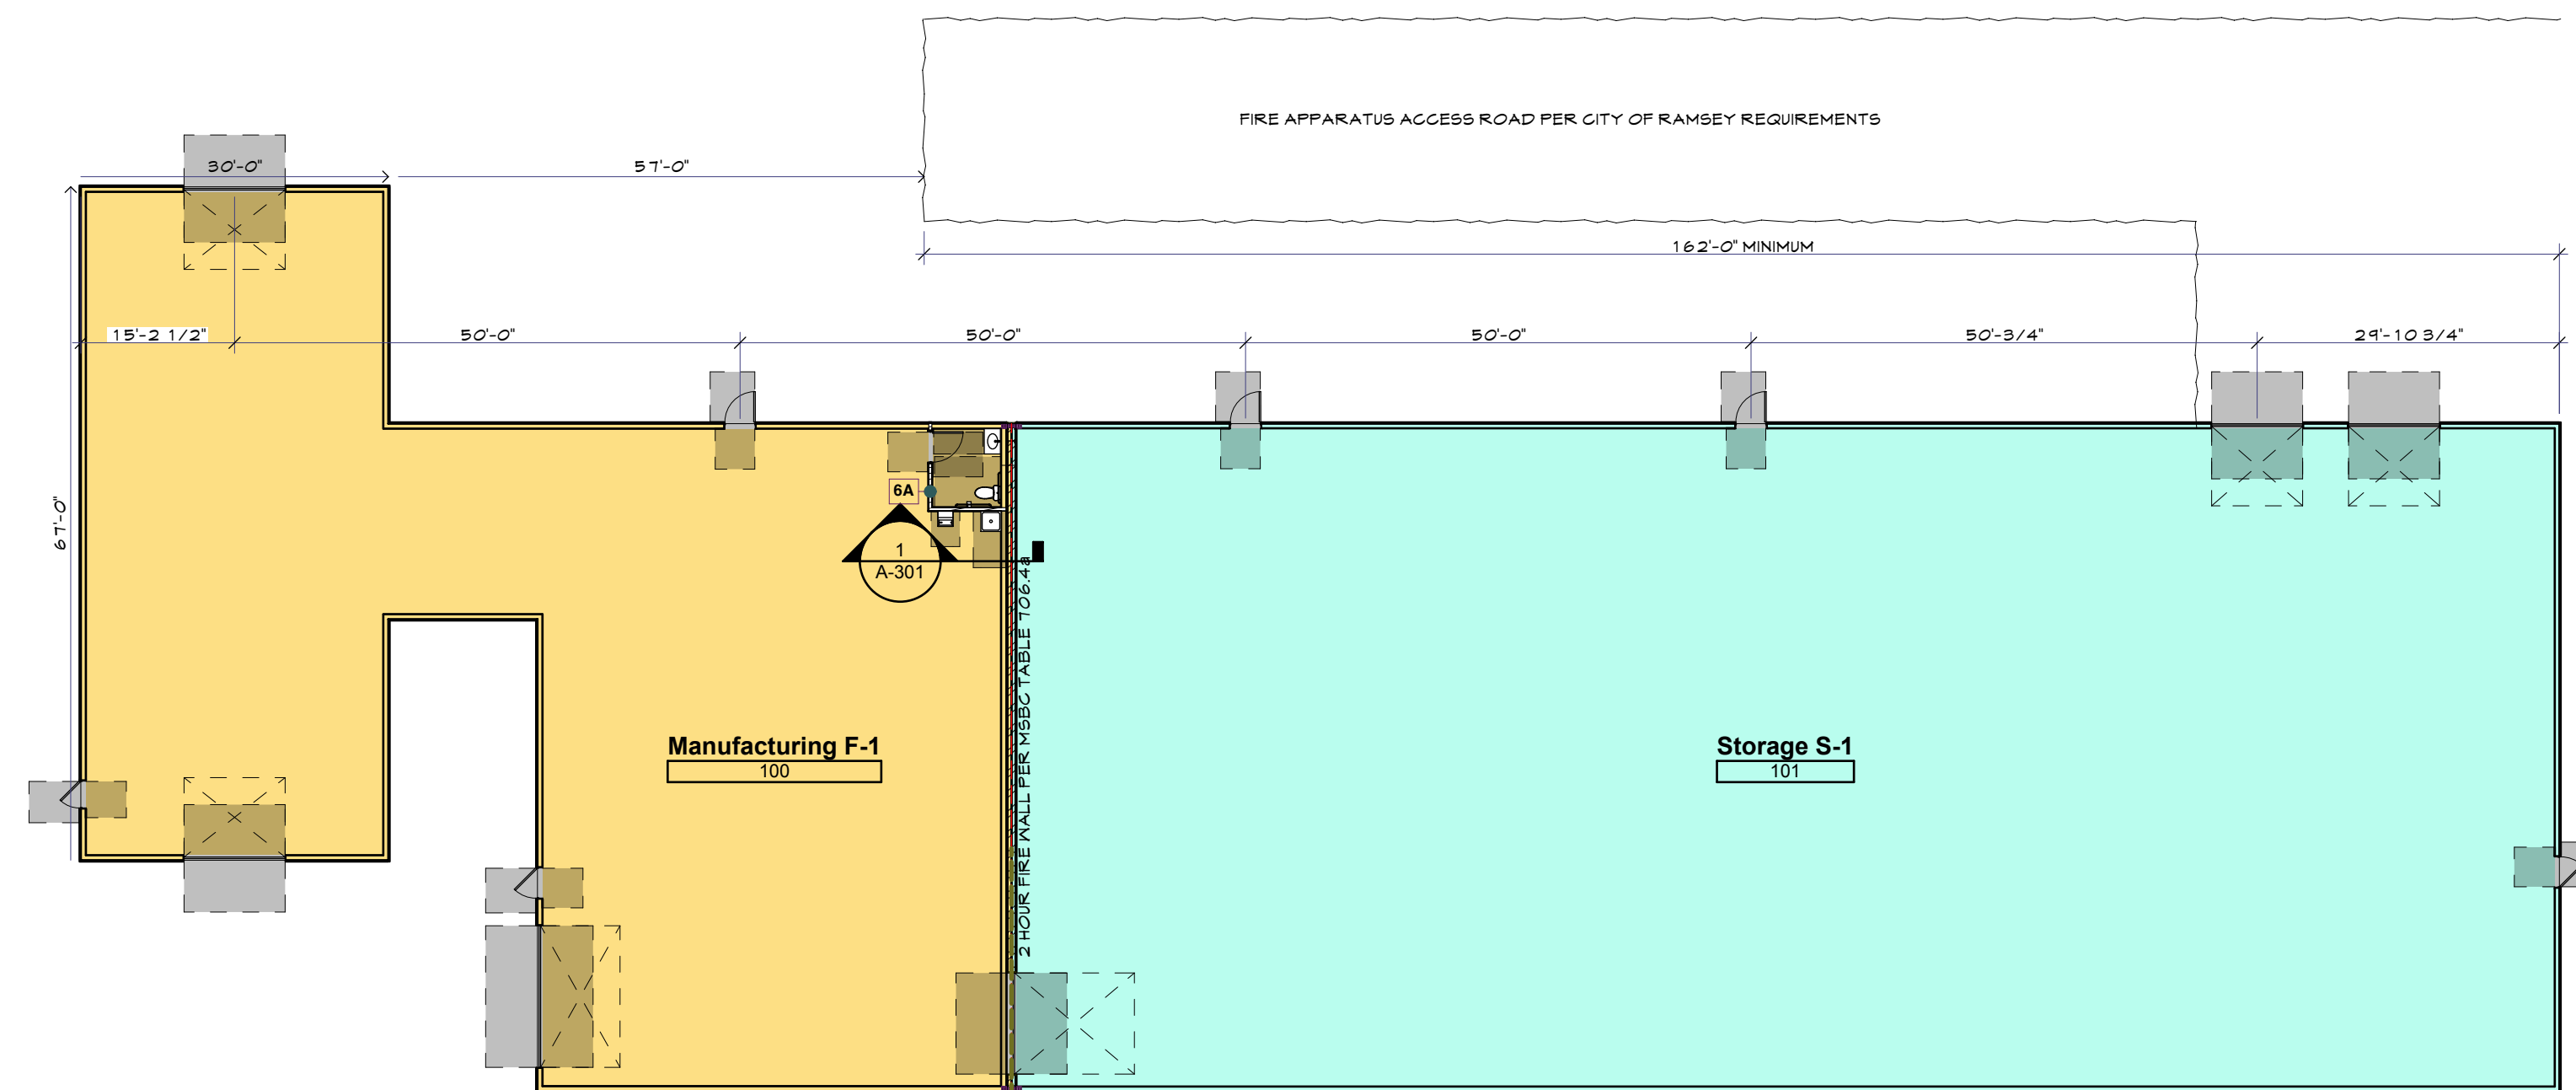 FIRE APPARATUS ACCESS ROAD PER CITY OF RAMSEY REQUIREMENTS
30'-0"
57'-0"
162'-0" MINIMUM
15'-2 1/2"
50'-0"
50'-0"
50'-0"
50'-3/4"
29'-10 3/4"
67'-0"
6A
1
A-301
2 HOUR FIRE WALL PER MSBC TABLE 706.4a
Manufacturing F-1
100
Storage S-1
101